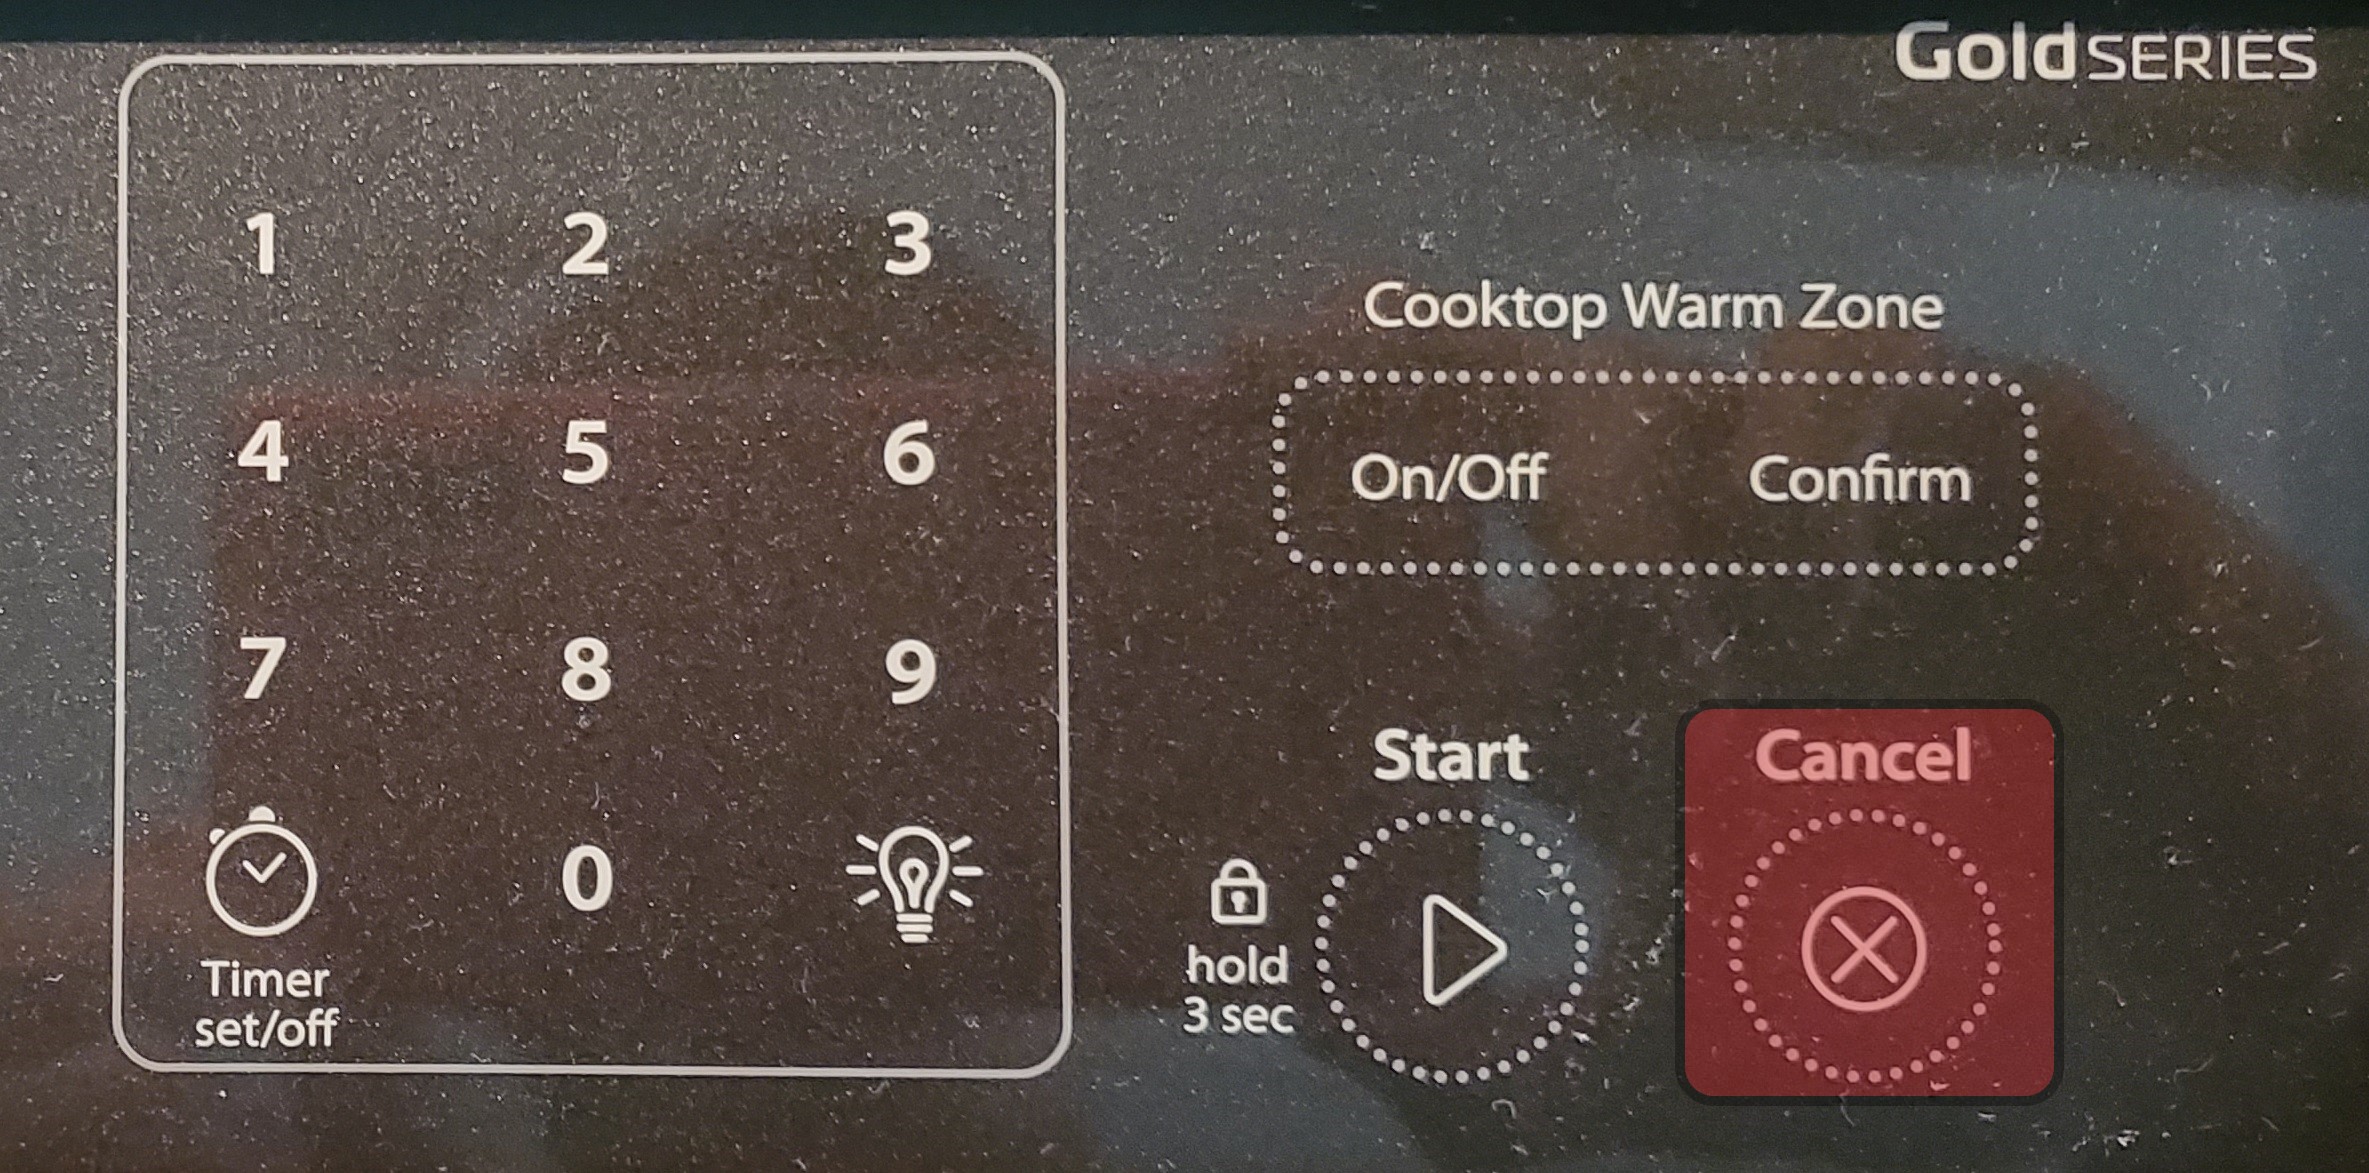 Gold SERIES
1 2 3
4 5 6
7 8 9
0
Timer
set/off
Cooktop Warm Zone
On/Off Confirm
Start
hold
3 sec
Cancel